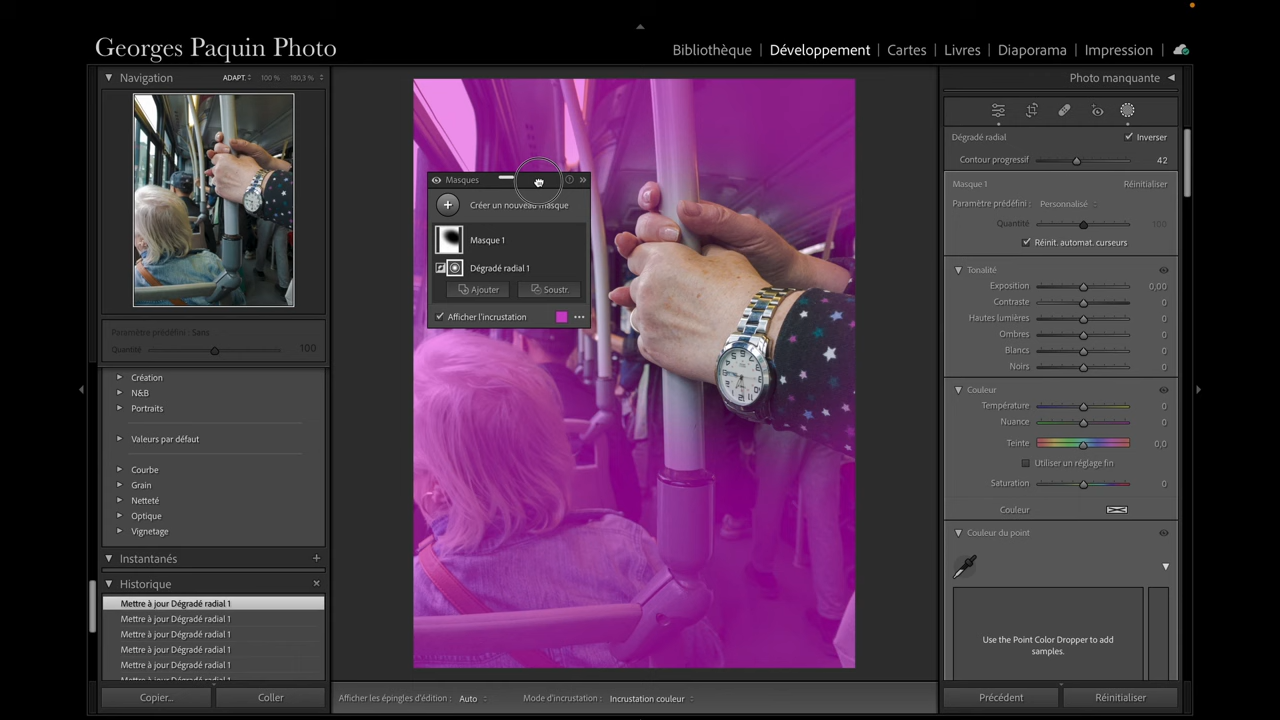 Georges Paquin Photo
Bibliothèque | Développement | Cartes | Livres | Diaporama | Impression |
Navigation ADAPT. 100 % 180,3 %
Paramètre prédéfini : Sans
Quantité 100
Création
N&B
Portraits
Valeurs par défaut
Courbe
Grain
Netteté
Optique
Vignetage
Instantanés +
Historique ×
Mettre à jour Dégradé radial 1
Mettre à jour Dégradé radial 1
Mettre à jour Dégradé radial 1
Mettre à jour Dégradé radial 1
Mettre à jour Dégradé radial 1
Copier... Coller
Masques
Créer un nouveau masque
Masque 1
Dégradé radial 1
Ajouter Soustr.
Afficher l'incrustation
Afficher les épingles d'édition : Auto Mode d'incrustation : Incrustation couleur
Photo manquante
Dégradé radial Inverser
Contour progressif 42
Masque 1 Réinitialiser
Paramètre prédéfini : Personnalisé
Quantité 100
Réinit. automat. curseurs
Tonalité
Exposition 0,00
Contraste 0
Hautes lumières 0
Ombres 0
Blancs 0
Noirs 0
Couleur
Température 0
Nuance 0
Teinte 0,0
Utiliser un réglage fin
Saturation 0
Couleur
Couleur du point
Use the Point Color Dropper to add
samples.
Précédent Réinitialiser